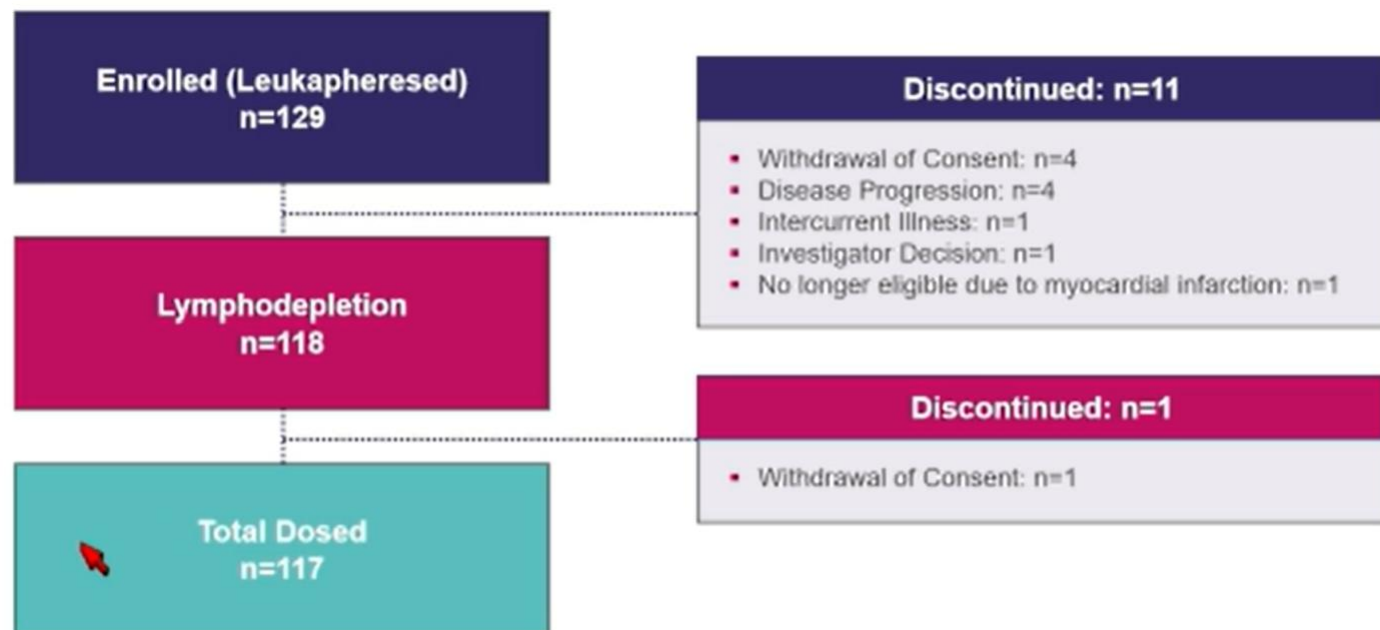 Enrolled (Leukapheresed)
n=129
Discontinued: n=11
Withdrawal of Consent: n=4
Disease Progression: n=4
Intercurrent Illness: n=1
Investigator Decision: n=1
No longer eligible due to myocardial infarction: n=1
Lymphodepletion
n=118
Discontinued: n=1
Withdrawal of Consent: n=1
Total Dosed
n=117